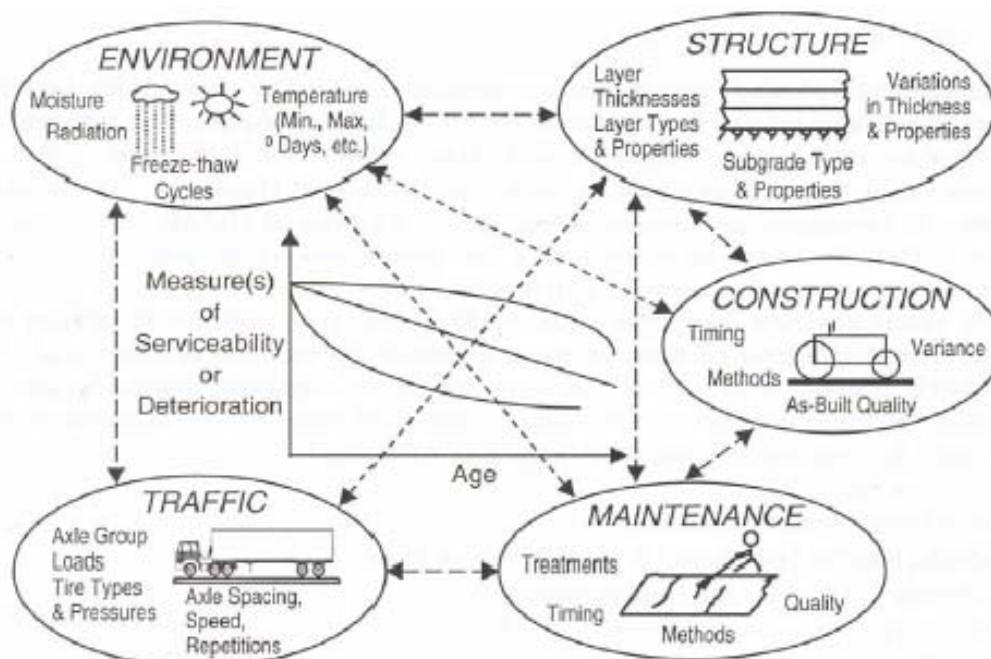 ENVIRONMENT
Moisture
Radiation
Temperature
(Min., Max,
º Days, etc.)
Freeze-thaw
Cycles
STRUCTURE
Layer
Thicknesses
Layer Types
& Properties
Variations
in Thickness
& Properties
Subgrade Type
& Properties
Measure(s)
of
Serviceability
or
Deterioration
Age
CONSTRUCTION
Timing
Variance
Methods
As-Built Quality
TRAFFIC
Axle Group
Loads
Tire Types
& Pressures
Axle Spacing,
Speed,
Repetitions
MAINTENANCE
Treatments
Timing
Quality
Methods